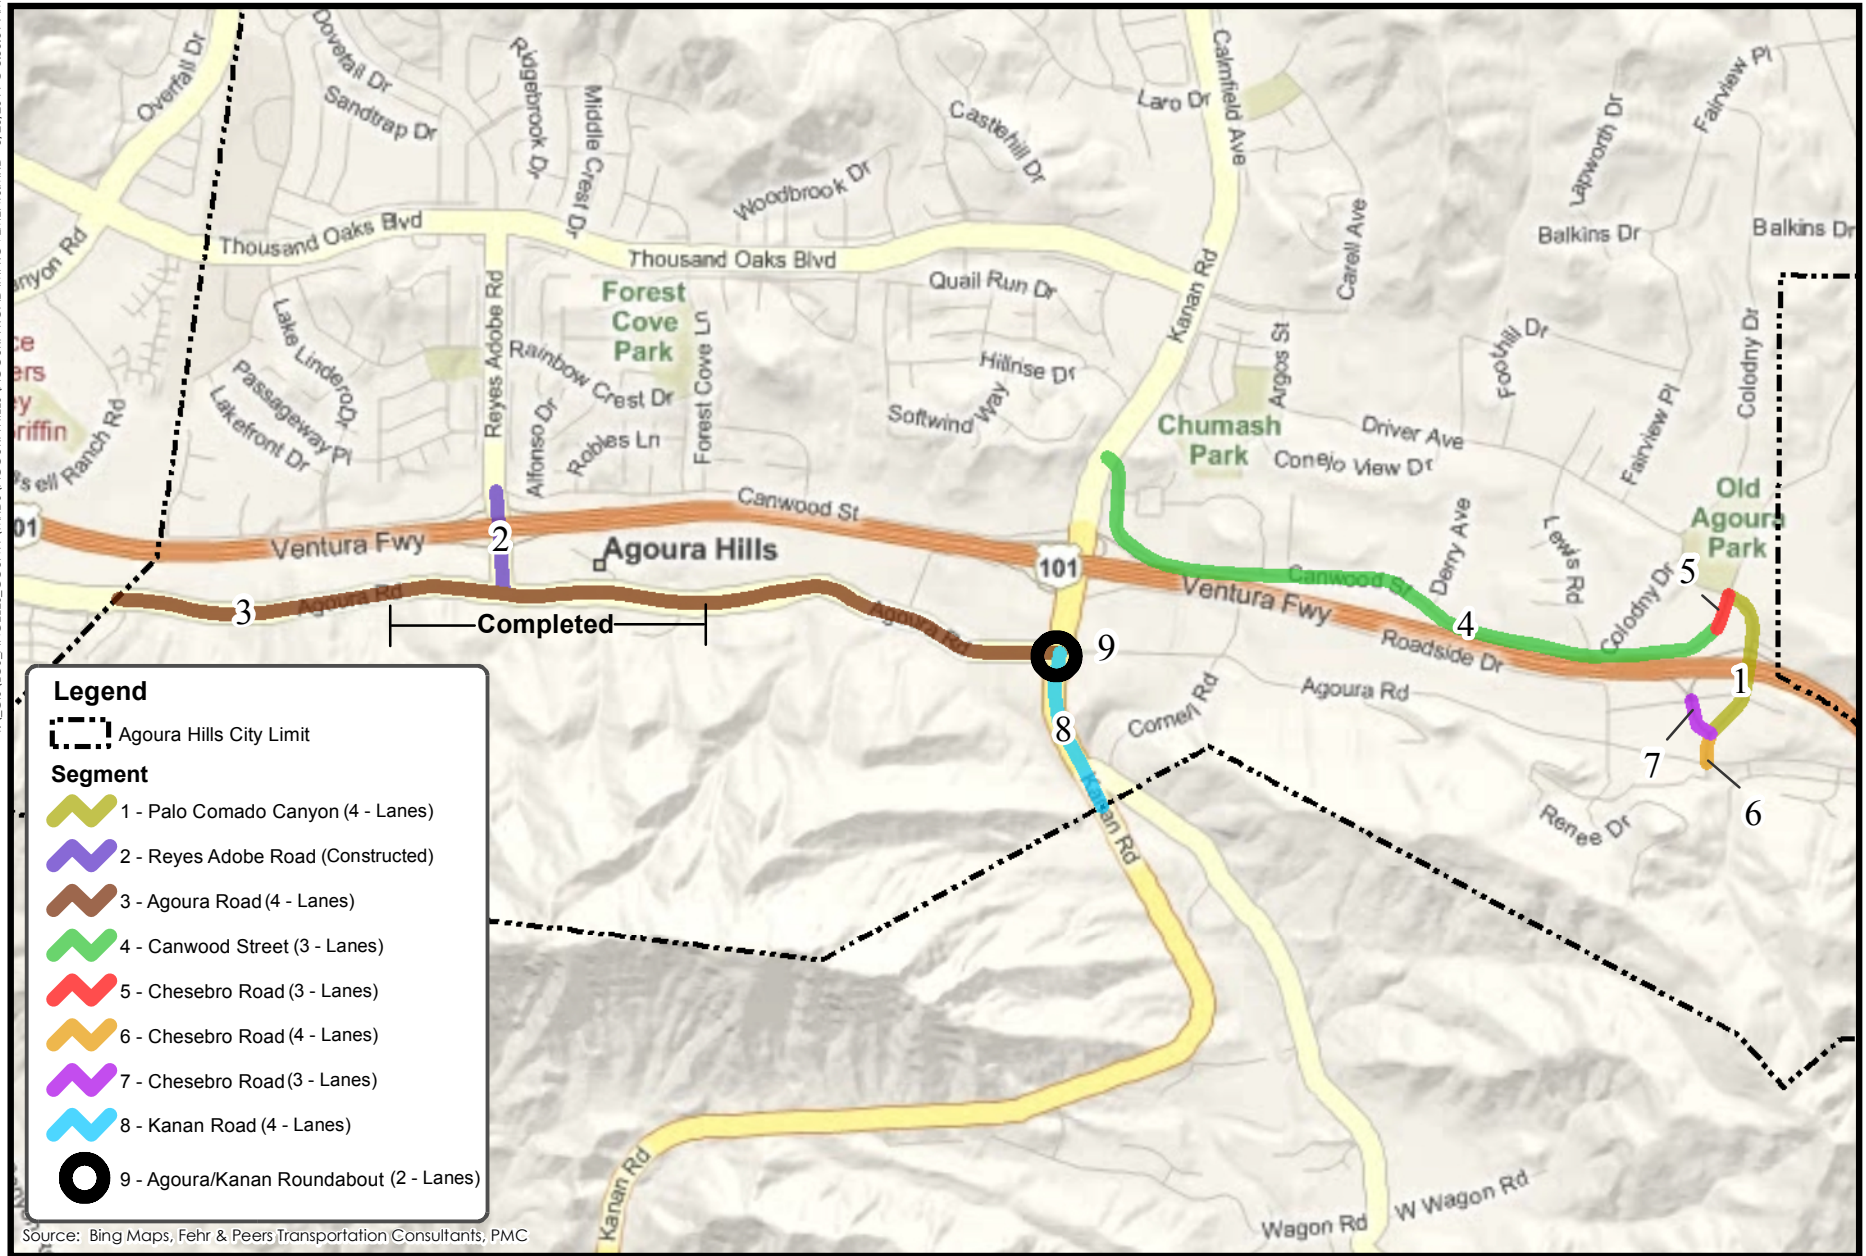 Overfall Dr
Dovefail Dr
Sandtrap Dr
Ridgebrook Dr
Middle Crest Dr
Woodbrook Dr
Castlehill Dr
Laro Dr
Calmfield Ave
Lapworth Dr
Fairview Pl
Balkins Dr
Balkins Dr
Carell Ave
Thousand Oaks Blvd
Thousand Oaks Blvd
Quail Run Dr
Kanan Rd
anyon Rd
Forest
Cove
Park
Reyes Adobe Rd
Forest Cove Ln
Lake Lindero Dr
Passageway Pl
Lakefront Dr
Rainbow Crest Dr
Alfonso Dr
Robles Ln
Hillrise Dr
Softwind Way
Argos St
Foothill Dr
Colodny Dr
Fairview Pl
Chumash
Park
Driver Ave
Conejo View Dr
ce
ers
ey
riffin
sell Ranch Rd
01
Ventura Fwy
Canwood St
Agoura Hills
101
2
Derry Ave
Lewis Rd
Old
Agoura
Park
5
Canwood St
Ventura Fwy
4
Colodny Dr
Roadside Dr
Agoura Rd
3
Completed
Agoura Rd
9
1
Agoura Rd
Cornell Rd
8
7
6
Renee Dr
Kanan Rd
Kanan Rd
Wagon Rd
W Wagon Rd
Legend
Agoura Hills City Limit
Segment
1 - Palo Comado Canyon (4 - Lanes)
2 - Reyes Adobe Road (Constructed)
3 - Agoura Road (4 - Lanes)
4 - Canwood Street (3 - Lanes)
5 - Chesebro Road (3 - Lanes)
6 - Chesebro Road (4 - Lanes)
7 - Chesebro Road (3 - Lanes)
8 - Kanan Road (4 - Lanes)
9 - Agoura/Kanan Roundabout (2 - Lanes)
Source: Bing Maps, Fehr & Peers Transportation Consultants, PMC